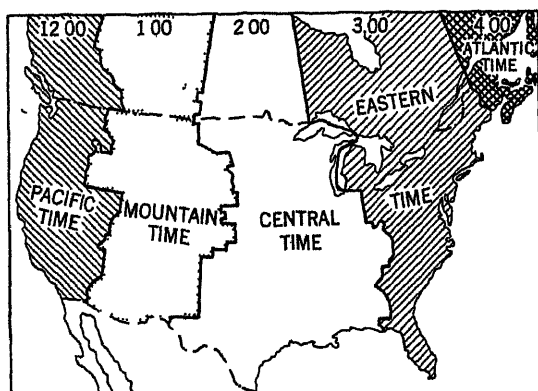 12 00 1 00 2 00 3.00 4 00
ATLANTIC
TIME
EASTERN
TIME
PACIFIC
TIME
MOUNTAIN
TIME
CENTRAL
TIME